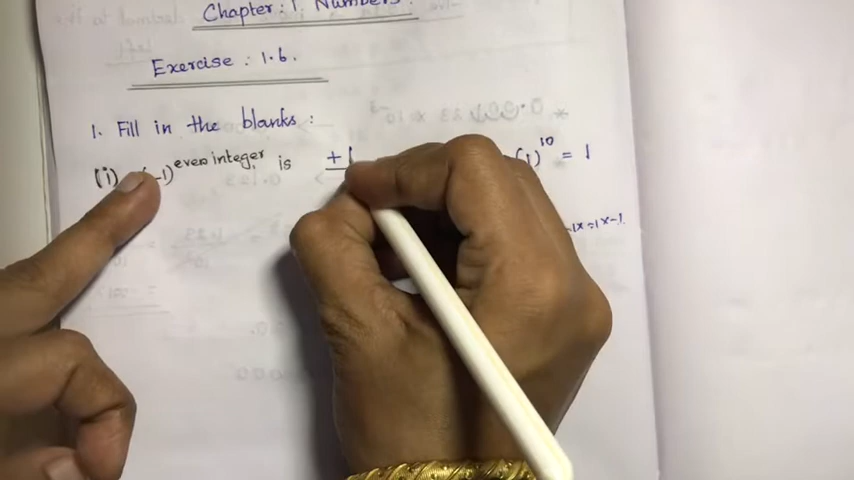 Chapter: 1. Numbers.
Exercise : 1.6.
1. Fill in the blanks :
(i) (-1)^even integer is +1 (1)^10 = 1